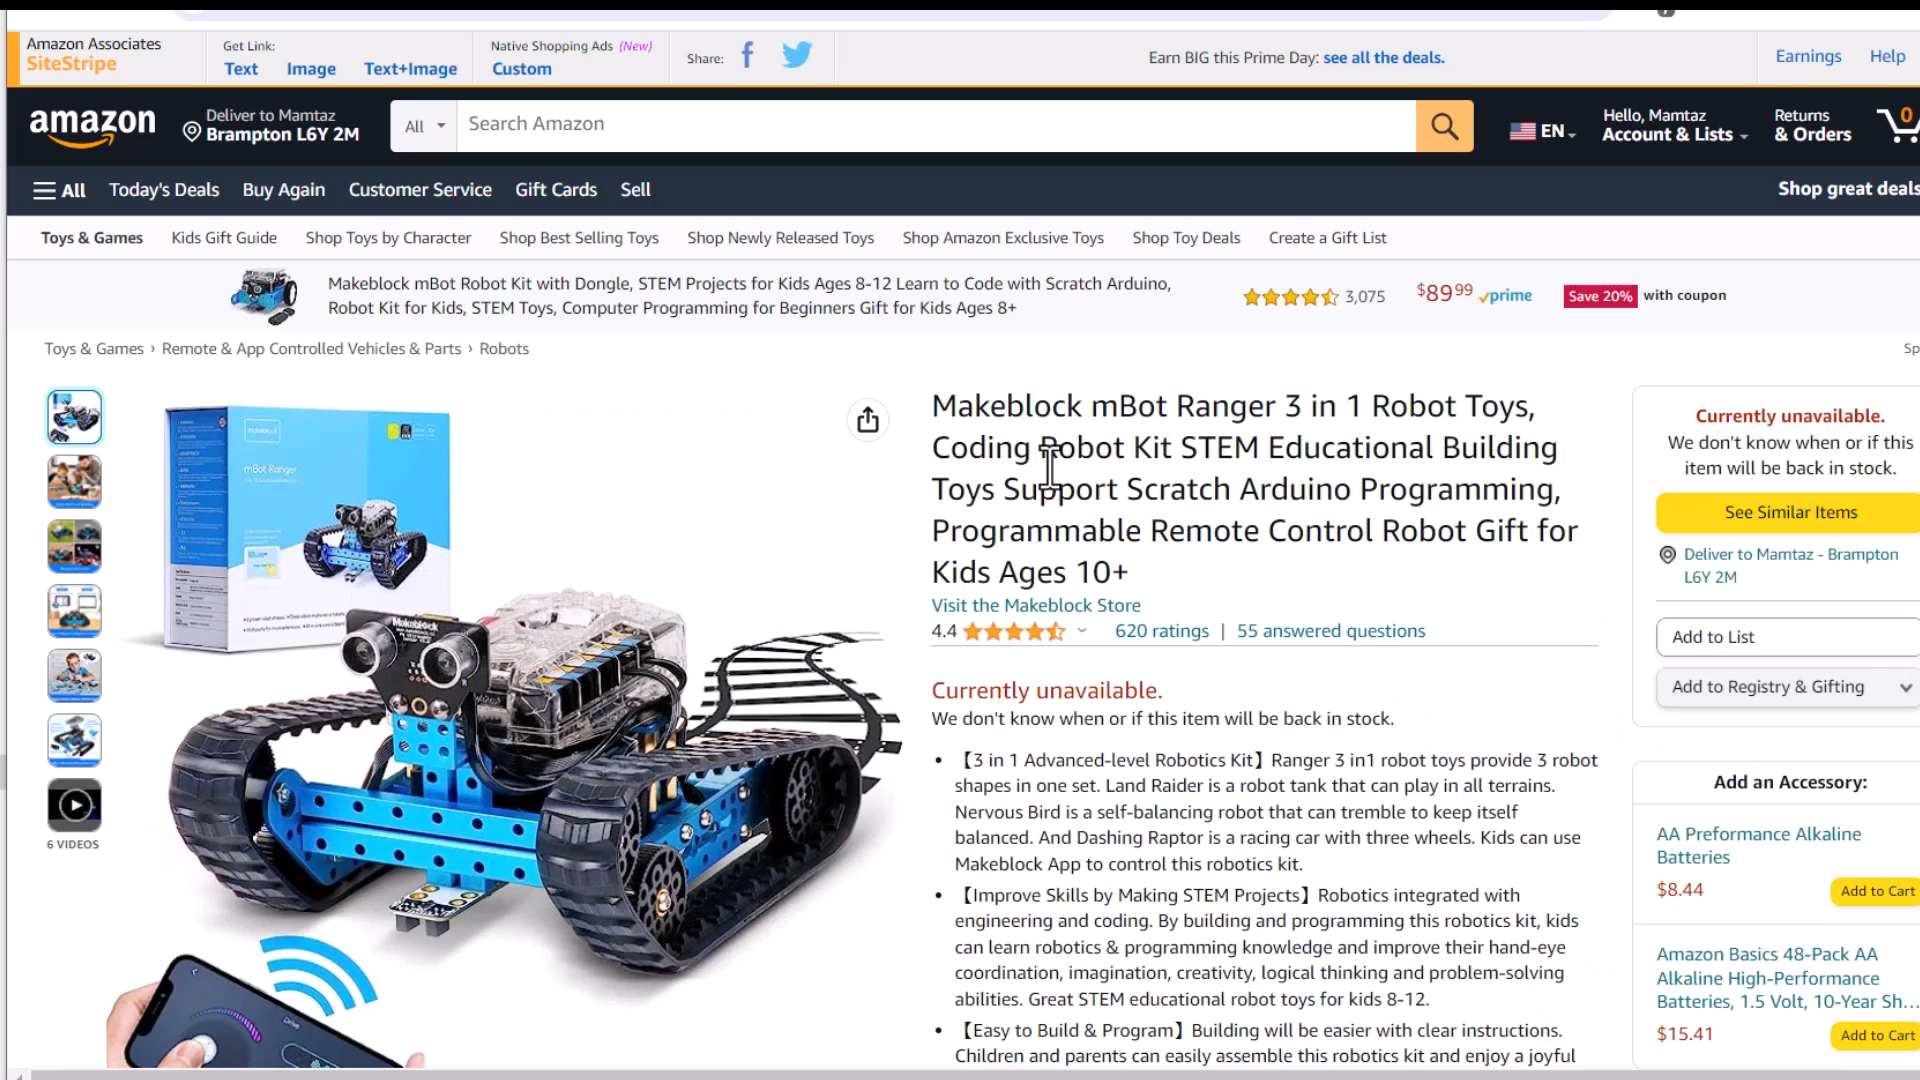 Amazon Associates
SiteStripe
Get Link:
Text Image Text+Image
Native Shopping Ads (New)
Custom
Share:
Earn BIG this Prime Day: see all the deals.
Earnings Help
amazon
Deliver to Mamtaz
Brampton L6Y 2M
All
Search Amazon
EN
Hello, Mamtaz
Account & Lists
Returns
& Orders
0
All Today's Deals Buy Again Customer Service Gift Cards Sell
Shop great deals
Toys & Games Kids Gift Guide Shop Toys by Character Shop Best Selling Toys Shop Newly Released Toys Shop Amazon Exclusive Toys Shop Toy Deals Create a Gift List
Makeblock mBot Robot Kit with Dongle, STEM Projects for Kids Ages 8-12 Learn to Code with Scratch Arduino,
Robot Kit for Kids, STEM Toys, Computer Programming for Beginners Gift for Kids Ages 8+
3,075
$89 99 prime
Save 20% with coupon
Toys & Games › Remote & App Controlled Vehicles & Parts › Robots
Sp
6 VIDEOS
makeblock
mBot Ranger
Makeblock
Drive
Makeblock mBot Ranger 3 in 1 Robot Toys,
Coding Robot Kit STEM Educational Building
Toys Support Scratch Arduino Programming,
Programmable Remote Control Robot Gift for
Kids Ages 10+
Visit the Makeblock Store
4.4 620 ratings | 55 answered questions
Currently unavailable.
We don't know when or if this item will be back in stock.
• 【3 in 1 Advanced-level Robotics Kit】Ranger 3 in1 robot toys provide 3 robot
shapes in one set. Land Raider is a robot tank that can play in all terrains.
Nervous Bird is a self-balancing robot that can tremble to keep itself
balanced. And Dashing Raptor is a racing car with three wheels. Kids can use
Makeblock App to control this robotics kit.
• 【Improve Skills by Making STEM Projects】Robotics integrated with
engineering and coding. By building and programming this robotics kit, kids
can learn robotics & programming knowledge and improve their hand-eye
coordination, imagination, creativity, logical thinking and problem-solving
abilities. Great STEM educational robot toys for kids 8-12.
• 【Easy to Build & Program】Building will be easier with clear instructions.
Children and parents can easily assemble this robotics kit and enjoy a joyful
Currently unavailable.
We don't know when or if this
item will be back in stock.
See Similar Items
Deliver to Mamtaz - Brampton
L6Y 2M
Add to List
Add to Registry & Gifting
Add an Accessory:
AA Preformance Alkaline
Batteries
$8.44
Add to Cart
Amazon Basics 48-Pack AA
Alkaline High-Performance
Batteries, 1.5 Volt, 10-Year Sh…
$15.41
Add to Cart